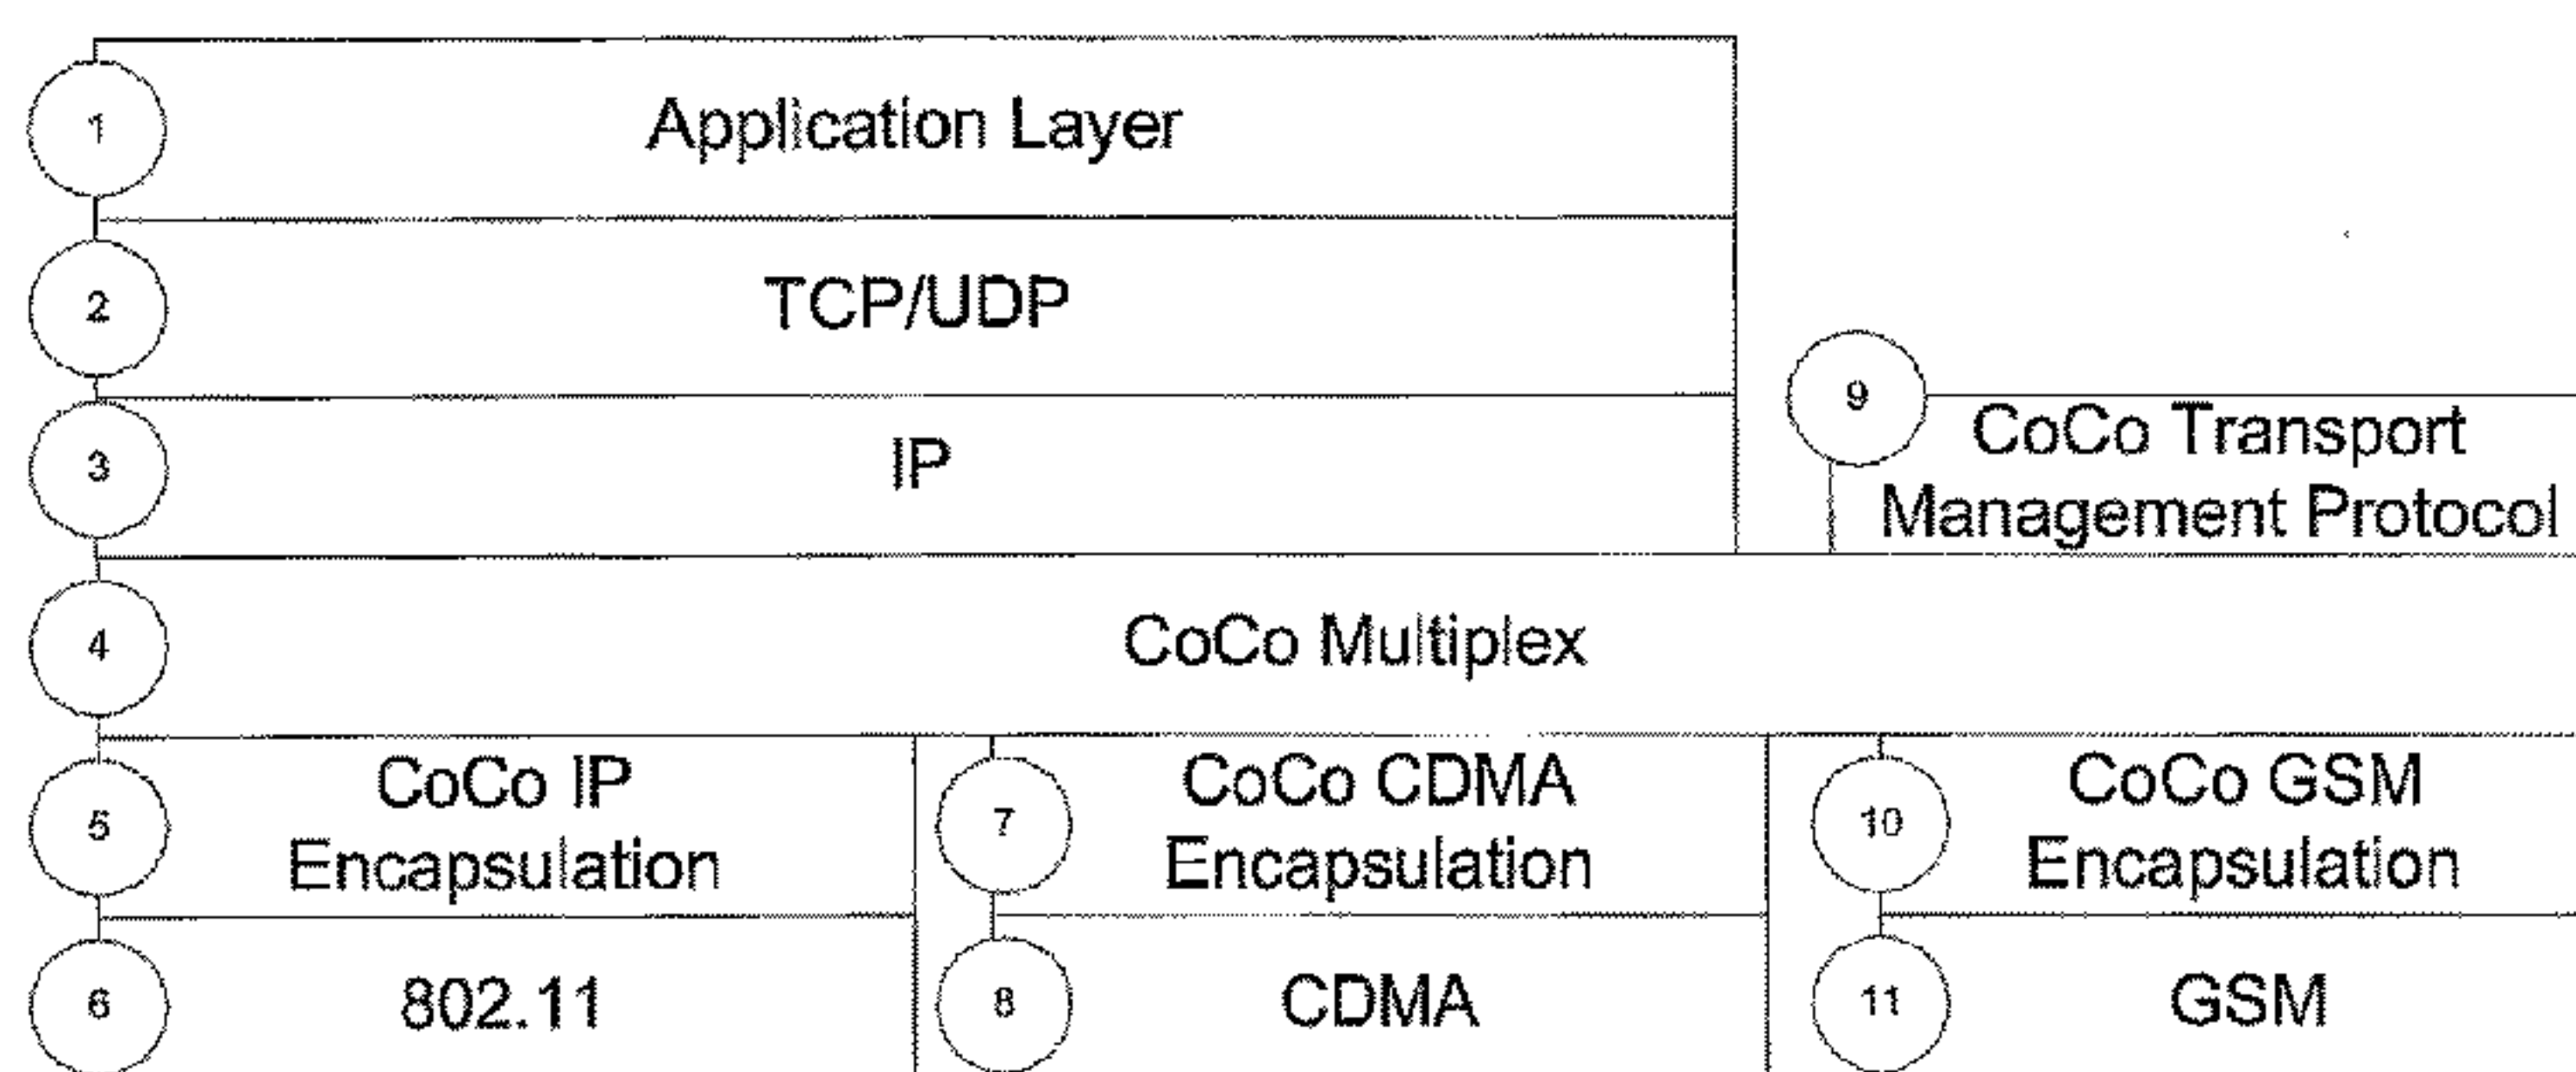 1
Application Layer
2
TCP/UDP
3
IP
9
CoCo Transport
Management Protocol
4
CoCo Multiplex
5
CoCo IP
Encapsulation
7
CoCo CDMA
Encapsulation
10
CoCo GSM
Encapsulation
6
802.11
8
CDMA
11
GSM